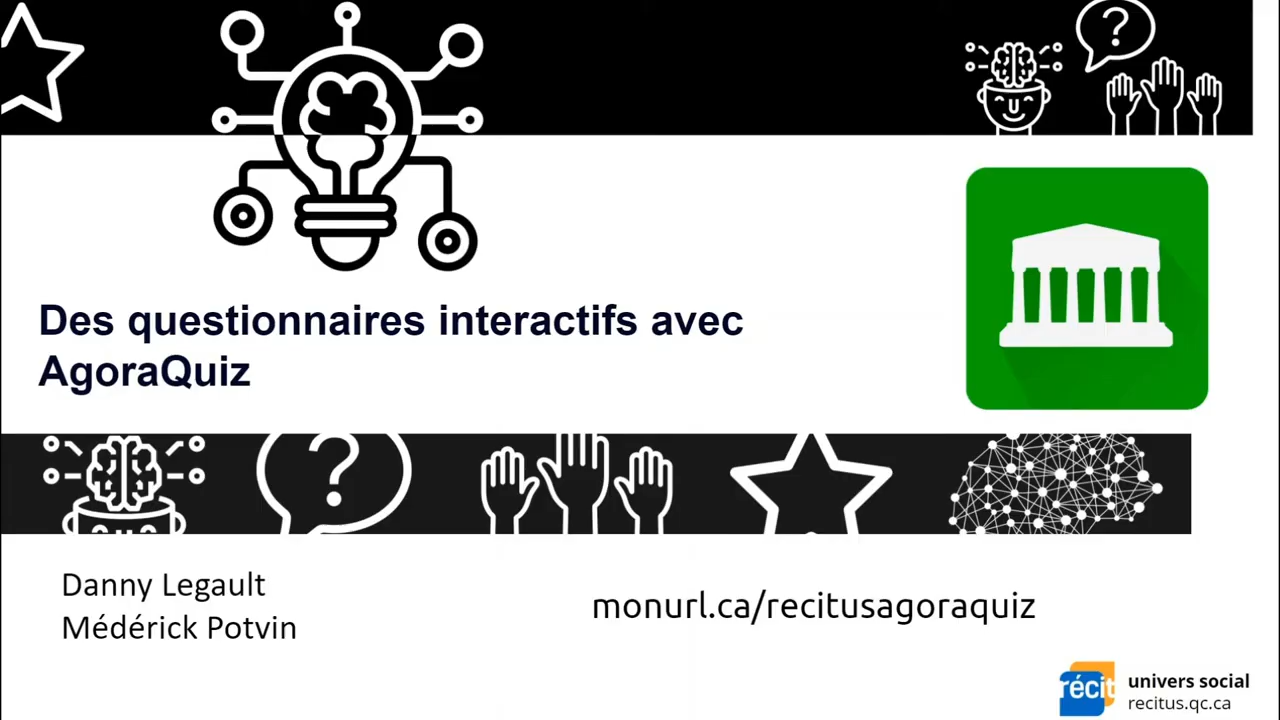 ?
Des questionnaires interactifs avec
AgoraQuiz
?
Danny Legault
Médérick Potvin
monurl.ca/recitusagoraquiz
récit
univers social
recitus.qc.ca